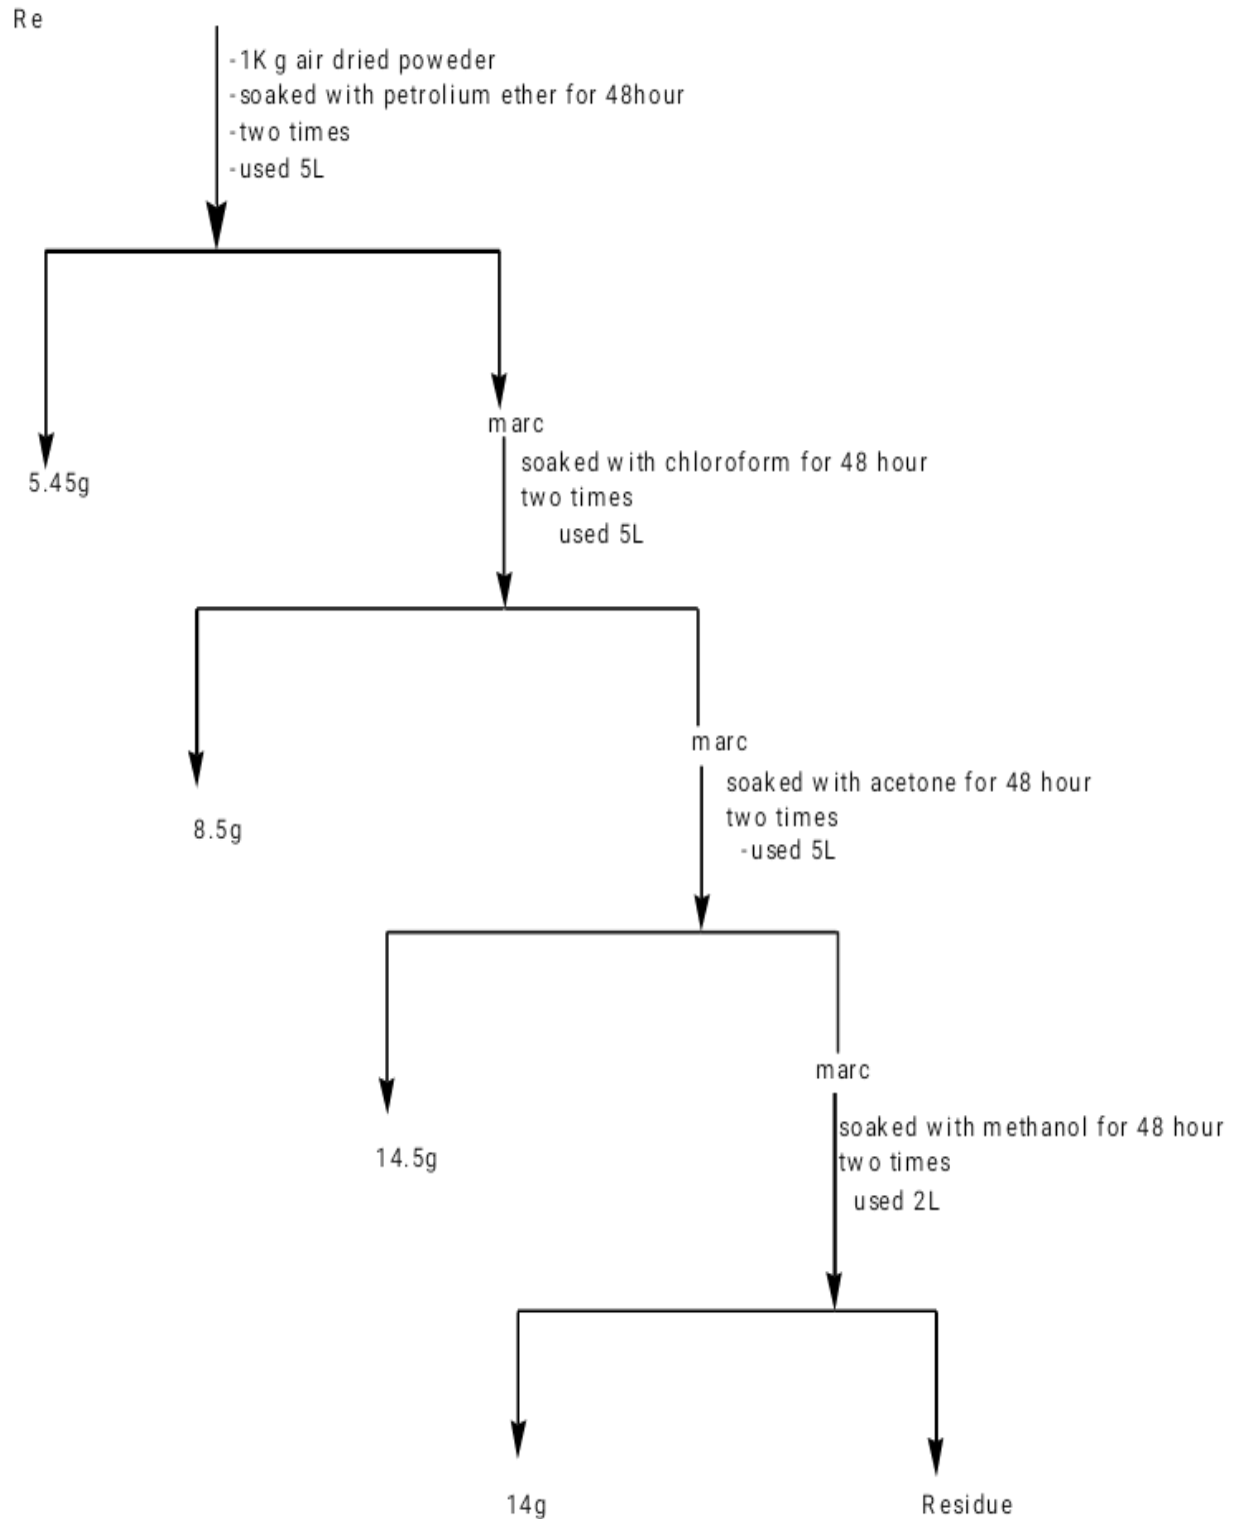 Re
-1K g air dried poweder
-soaked with petrolium ether for 48hour
-two times
-used 5L
marc
5.45g
soaked with chloroform for 48 hour
two times
used 5L
marc
8.5g
soaked with acetone for 48 hour
two times
-used 5L
marc
14.5g
soaked with methanol for 48 hour
two times
used 2L
14g
Residue